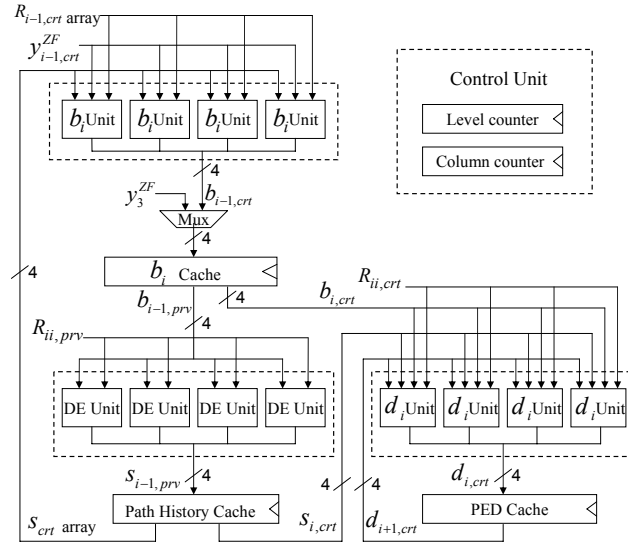 R_{i-1,crt} array
y_{i-1,crt}^{ZF}
Control Unit
Level counter
Column counter
b_i Unit b_i Unit b_i Unit b_i Unit
4
y_3^{ZF}
b_{i-1,crt}
Mux
4
4
b_i Cache
b_{i-1,prv}
4
4
b_{i,crt}
R_{ii,crt}
R_{ii,prv}
DE Unit DE Unit DE Unit DE Unit
d_i Unit d_i Unit d_i Unit d_i Unit
s_{i-1,prv}
4
4
4
d_{i,crt}
4
s_{crt} array
Path History Cache
s_{i,crt}
d_{i+1,crt}
PED Cache